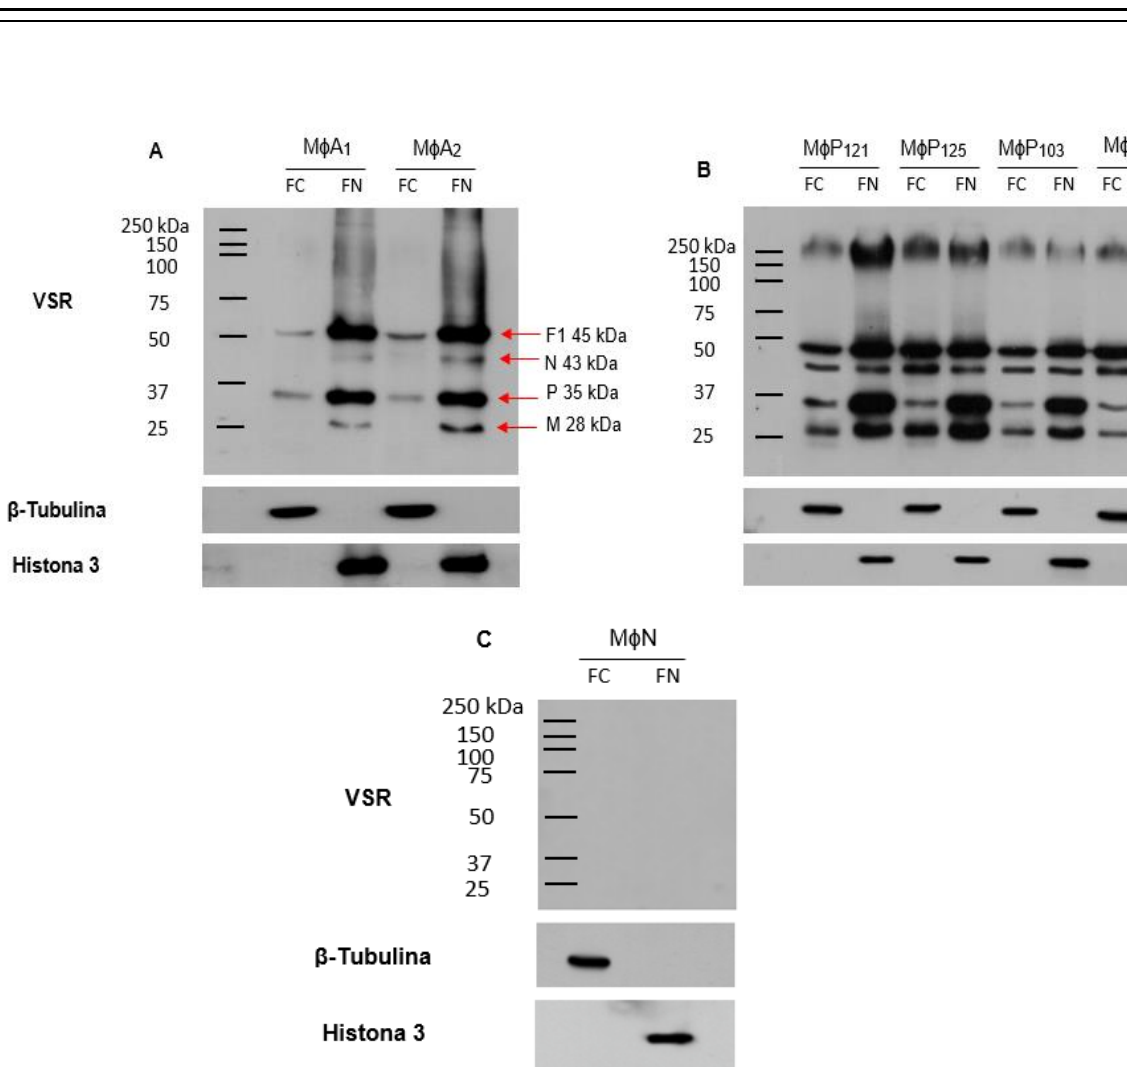 A
MϕA1 MϕA2
FC FN FC FN
250 kDa
150
100
75
50
37
25
VSR
F1 45 kDa
N 43 kDa
P 35 kDa
M 28 kDa
β-Tubulina
Histona 3
B
MϕP121 MϕP125 MϕP103 Mϕ
FC FN FC FN FC FN FC
250 kDa
150
100
75
50
37
25
C
MϕN
FC FN
250 kDa
150
100
75
50
37
25
VSR
β-Tubulina
Histona 3